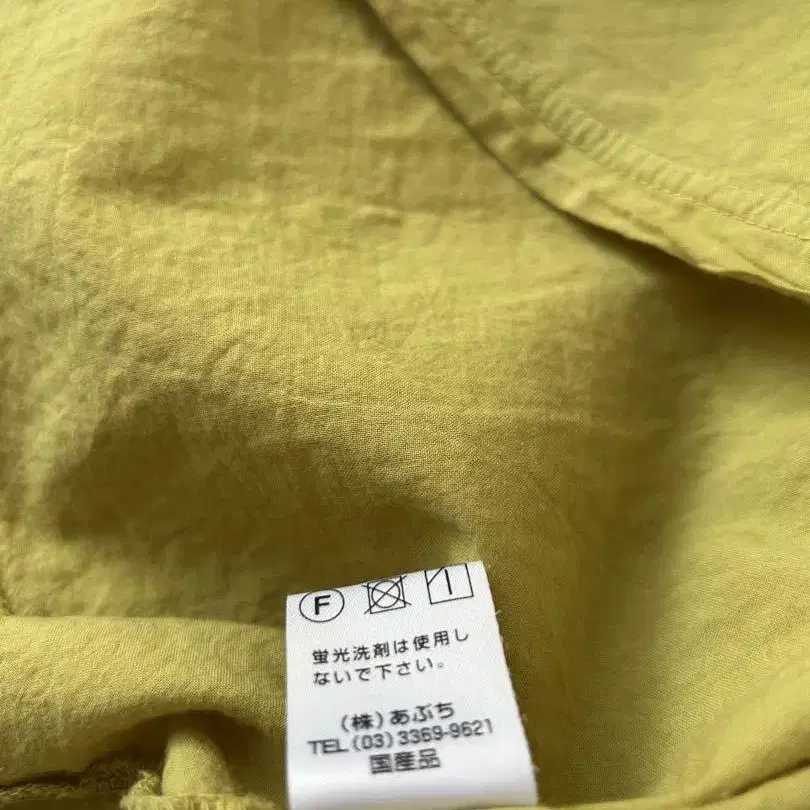 Ⓕ
蛍光洗剤は使用し
ないで下さい。
(株)あぶち
TEL(03)3369-9621
国産品